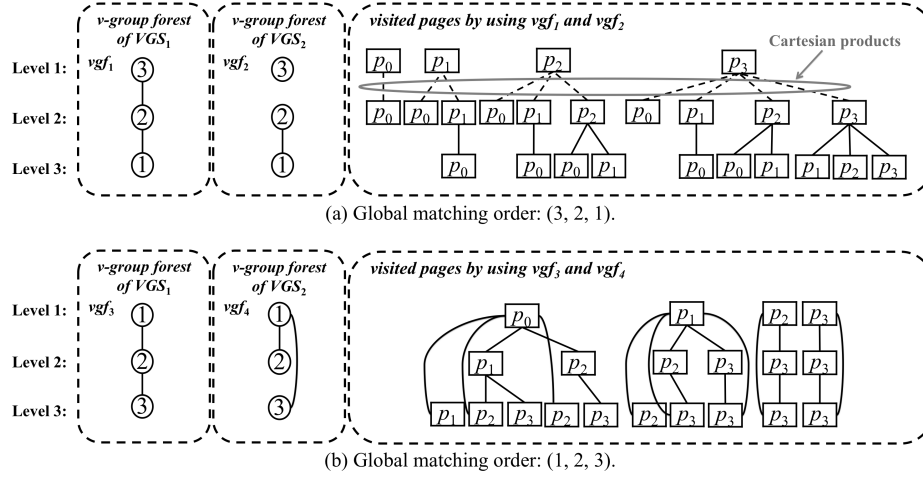 v-group forest of VGS₁
v-group forest of VGS₂
visited pages by using vgf₁ and vgf₂
Cartesian products
Level 1: vgf₁ 3 vgf₂ 3 p₀ p₁ p₂ p₃
Level 2: 2 2 p₀ p₀ p₁ p₀ p₁ p₂ p₀ p₁ p₂ p₃
Level 3: 1 1 p₀ p₀ p₀ p₁ p₀ p₀ p₁ p₁ p₂ p₃
(a) Global matching order: (3, 2, 1).
v-group forest of VGS₁
v-group forest of VGS₂
visited pages by using vgf₃ and vgf₄
Level 1: vgf₃ 1 vgf₄ 1 p₀ p₁ p₂ p₃
Level 2: 2 2 p₁ p₂ p₂ p₃ p₃ p₃
Level 3: 3 3 p₁ p₂ p₃ p₂ p₃ p₂ p₃ p₃ p₃ p₃
(b) Global matching order: (1, 2, 3).